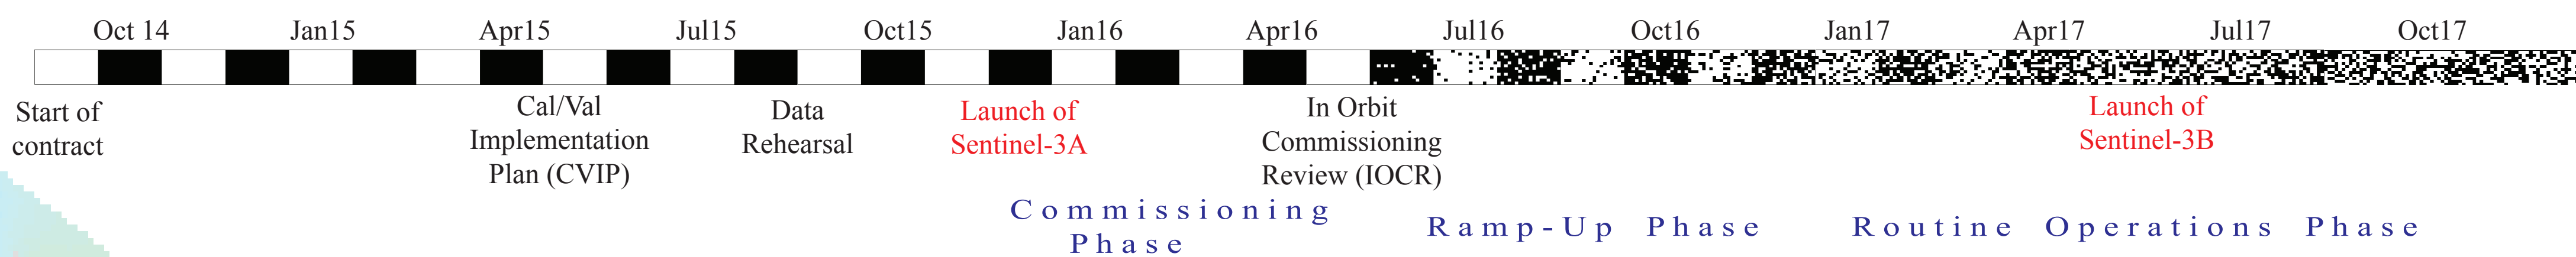 Oct 14 Jan15 Apr15 Jul15 Oct15 Jan16 Apr16 Jul16 Oct16 Jan17 Apr17 Jul17 Oct17
Start of
contract
Cal/Val
Implementation
Plan (CVIP)
Data
Rehearsal
Launch of
Sentinel-3A
In Orbit
Commissioning
Review (IOCR)
Launch of
Sentinel-3B
Commissioning
Phase
Ramp-Up Phase
Routine Operations Phase